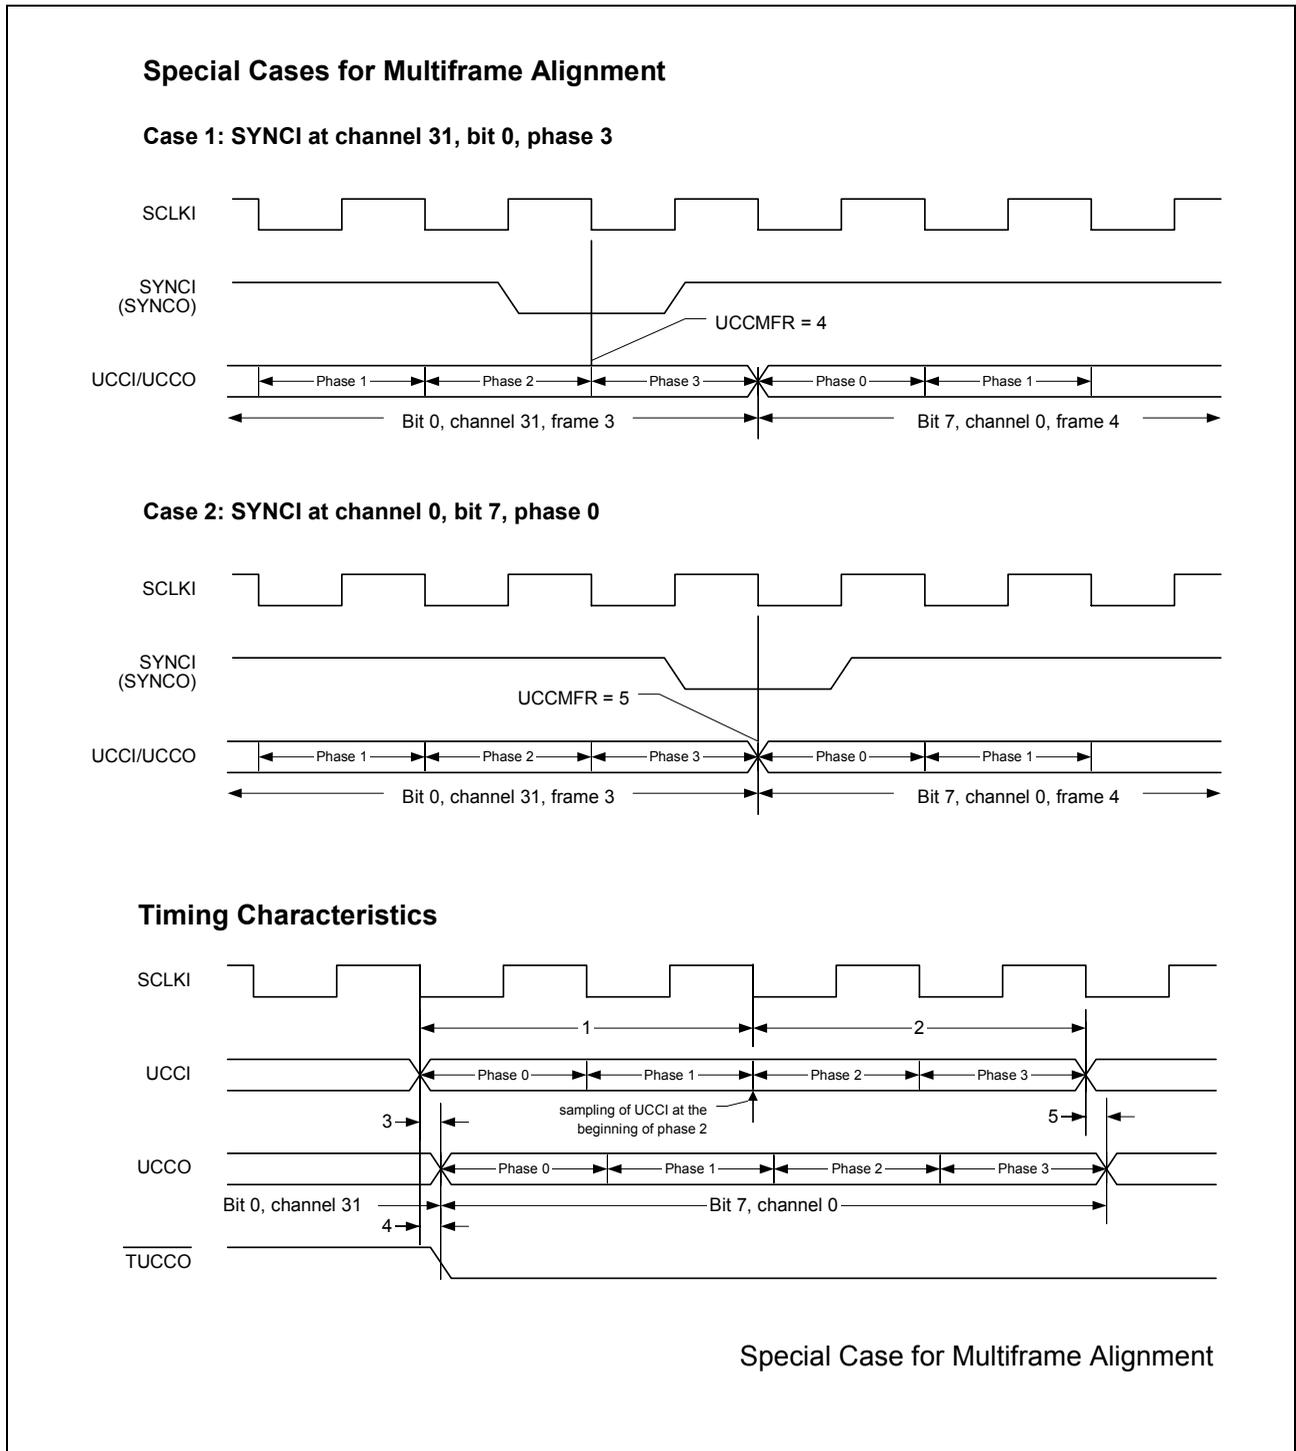 Special Cases for Multiframe Alignment
Case 1: SYNCI at channel 31, bit 0, phase 3
SCLKI
SYNCI
(SYNCO)
UCCMFR = 4
UCCI/UCCO
Phase 1
Phase 2
Phase 3
Phase 0
Phase 1
Bit 0, channel 31, frame 3
Bit 7, channel 0, frame 4
Case 2: SYNCI at channel 0, bit 7, phase 0
SCLKI
SYNCI
(SYNCO)
UCCMFR = 5
UCCI/UCCO
Phase 1
Phase 2
Phase 3
Phase 0
Phase 1
Bit 0, channel 31, frame 3
Bit 7, channel 0, frame 4
Timing Characteristics
SCLKI
1
2
UCCI
Phase 0
Phase 1
Phase 2
Phase 3
sampling of UCCI at the
beginning of phase 2
3
5
UCCO
Phase 0
Phase 1
Phase 2
Phase 3
Bit 0, channel 31
Bit 7, channel 0
4
TUCCO
Special Case for Multiframe Alignment